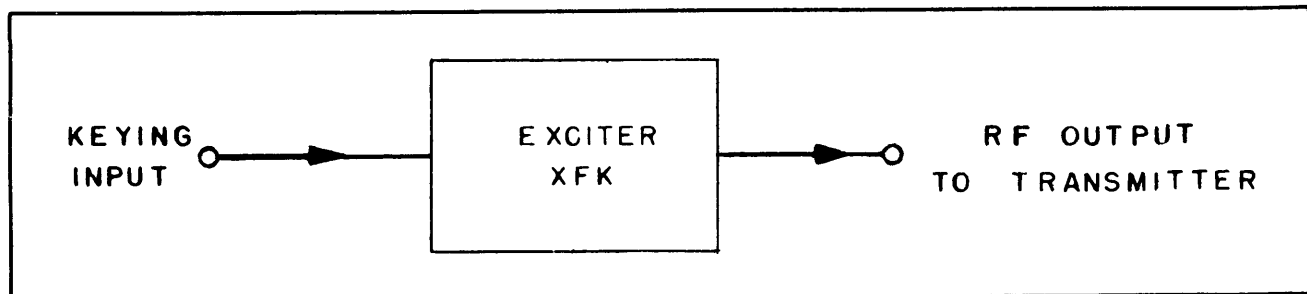 KEYING
INPUT
EXCITER
XFK
RF OUTPUT
TO TRANSMITTER